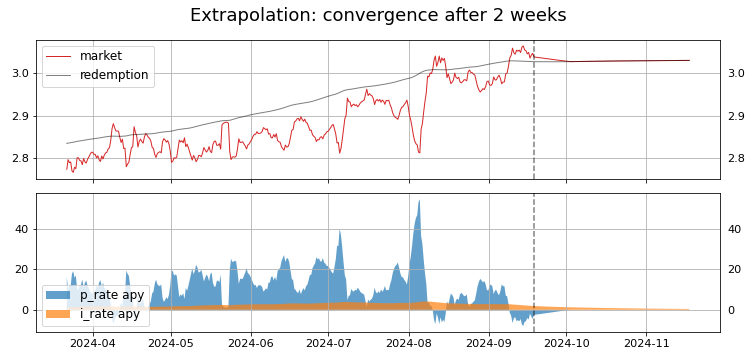 Extrapolation: convergence after 2 weeks
market
redemption
3.0
2.9
2.8
3.0
2.9
2.8
40
20
0
40
20
0
p_rate apy
i_rate apy
2024-04 2024-05 2024-06 2024-07 2024-08 2024-09 2024-10 2024-11